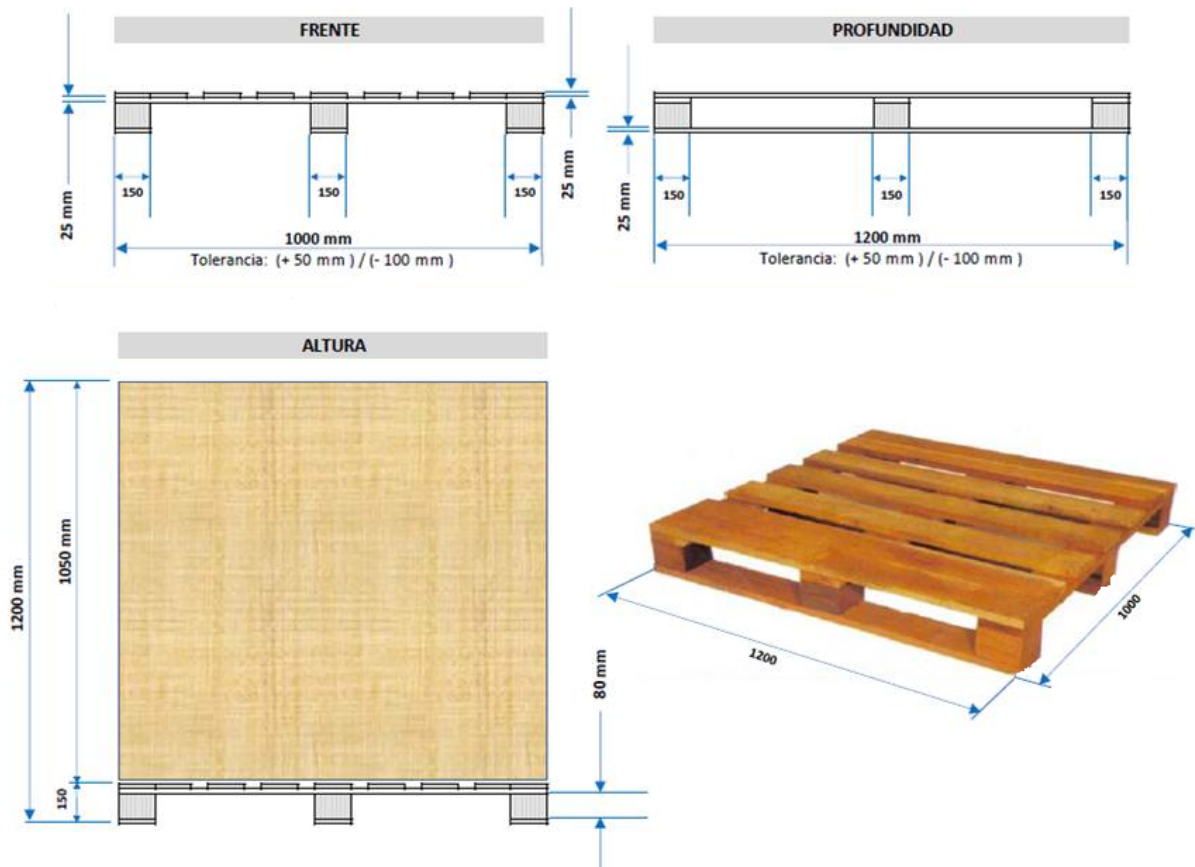 FRENTE
25 mm
150
150
150
25 mm
1000 mm
Tolerancia: (+ 50 mm ) / (- 100 mm )
PROFUNDIDAD
25 mm
150
150
150
1200 mm
Tolerancia: (+ 50 mm ) / (- 100 mm )
ALTURA
1200 mm
1050 mm
150
80 mm
1200
1000